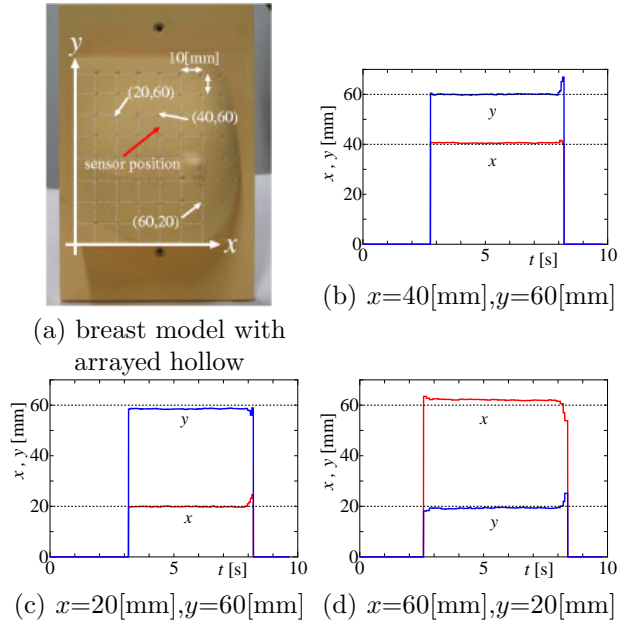 y
10[mm]
(20,60)
(40,60)
sensor position
(60,20)
x
(a) breast model with
arrayed hollow
x , y [mm]
60
40
20
0
y
x
0 5 10
t [s]
(b) x=40[mm],y=60[mm]
x , y [mm]
60
40
20
0
y
x
0 5 10
t [s]
(c) x=20[mm],y=60[mm]
x , y [mm]
60
40
20
0
x
y
0 5 10
t [s]
(d) x=60[mm],y=20[mm]